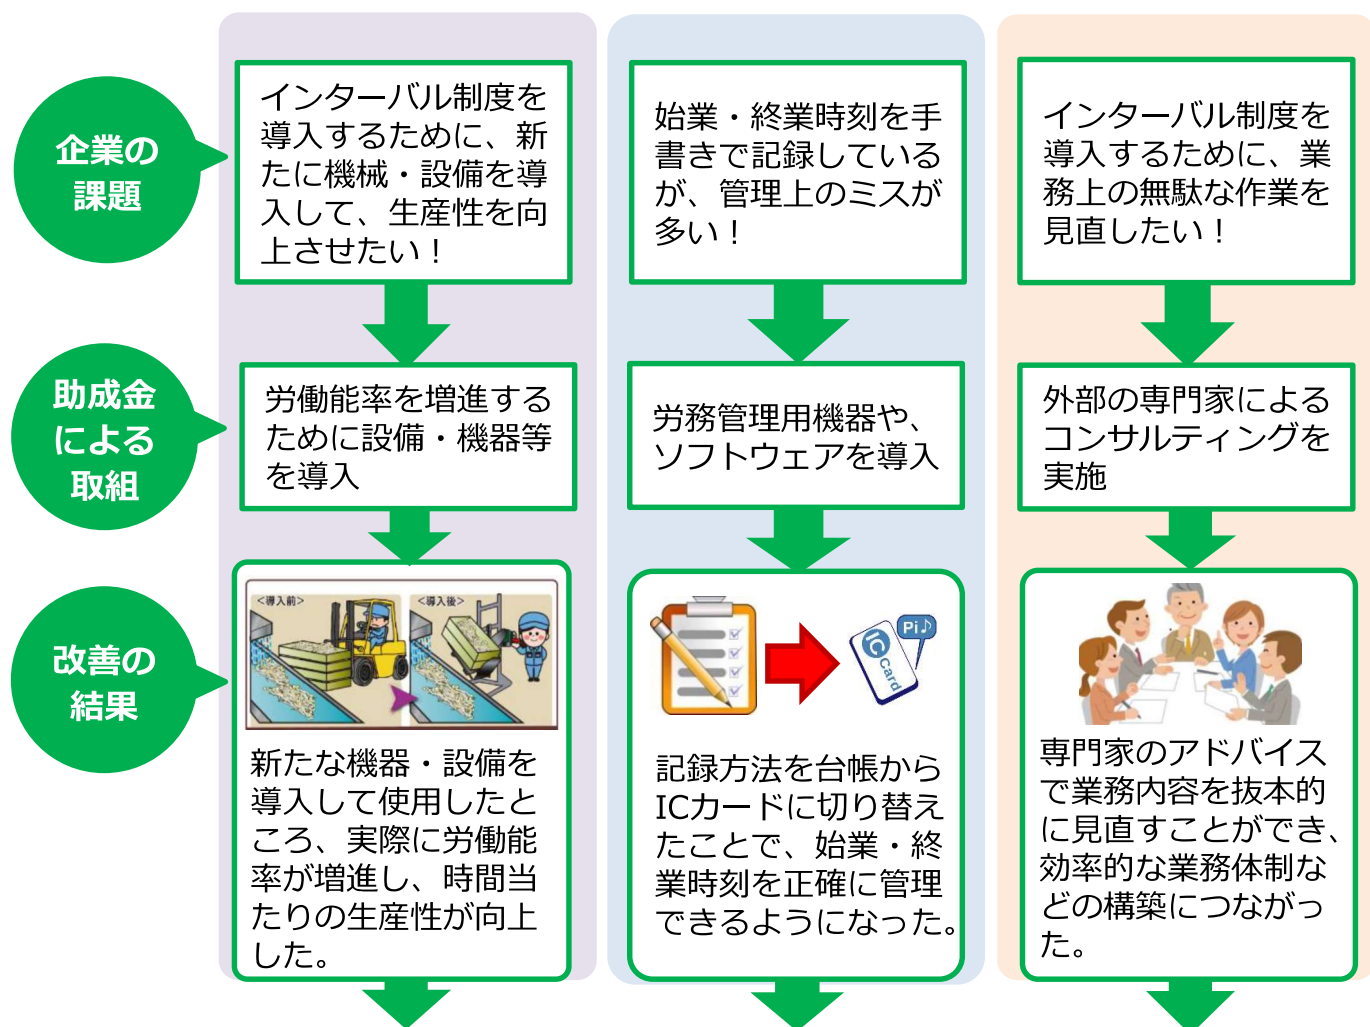 企業の
課題
インターバル制度を
導入するために、新
たに機械・設備を導
入して、生産性を向
上させたい！
始業・終業時刻を手
書きで記録している
が、管理上のミスが
多い！
インターバル制度を
導入するために、業
務上の無駄な作業を
見直したい！
助成金
による
取組
労働能率を増進する
ために設備・機器等
を導入
労務管理用機器や、
ソフトウェアを導入
外部の専門家による
コンサルティングを
実施
改善の
結果
<導入前>
<導入後>
新たな機器・設備を
導入して使用したと
ころ、実際に労働能
率が増進し、時間当
たりの生産性が向上
した。
IC
Card
Pi♪
記録方法を台帳から
ICカードに切り替え
たことで、始業・終
業時刻を正確に管理
できるようになった。
専門家のアドバイス
で業務内容を抜本的
に見直すことができ、
効率的な業務体制な
どの構築につながっ
た。